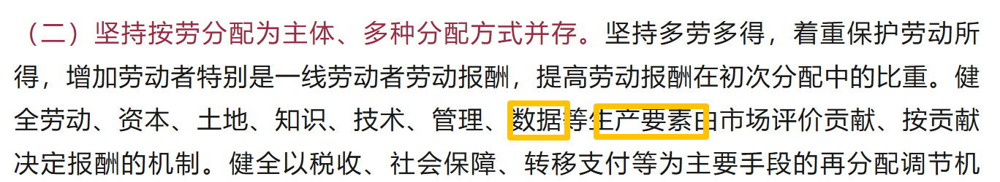 （二）坚持按劳分配为主体、多种分配方式并存。坚持多劳多得，着重保护劳动所
得，增加劳动者特别是一线劳动者劳动报酬，提高劳动报酬在初次分配中的比重。健
全劳动、资本、土地、知识、技术、管理、数据等生产要素由市场评价贡献、按贡献
决定报酬的机制。健全以税收、社会保障、转移支付等为主要手段的再分配调节机